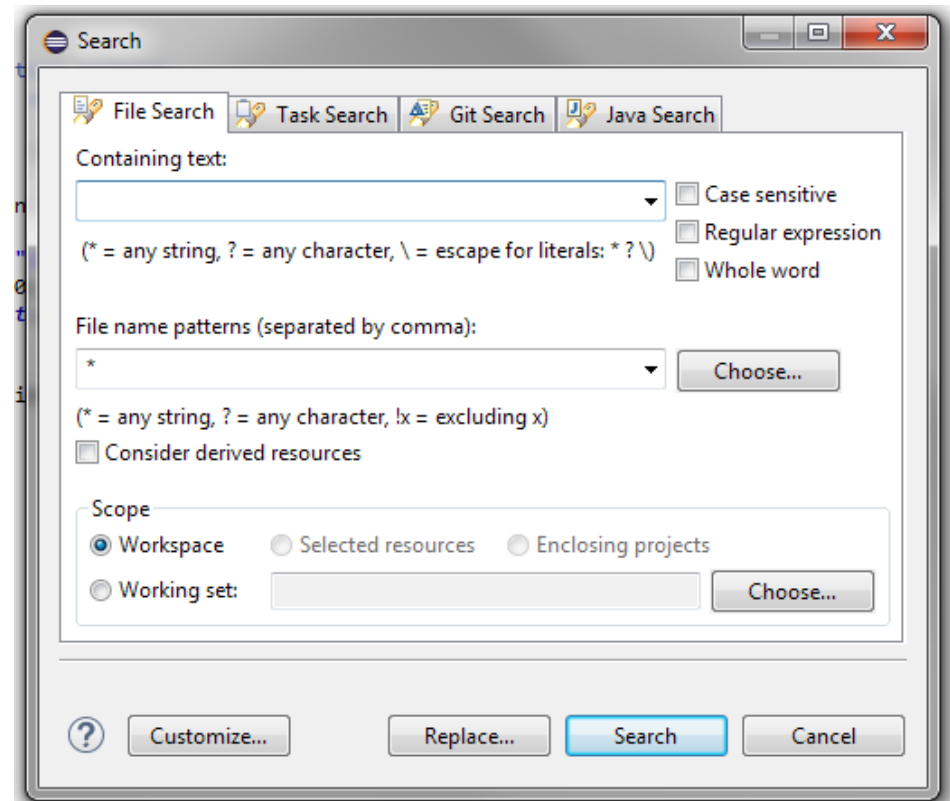 Search
File Search Task Search Git Search Java Search
Containing text:
Case sensitive
(* = any string, ? = any character, \ = escape for literals: * ? \)
Regular expression
Whole word
File name patterns (separated by comma):
* Choose...
(* = any string, ? = any character, !x = excluding x)
Consider derived resources
Scope
Workspace Selected resources Enclosing projects
Working set: Choose...
? Customize... Replace... Search Cancel